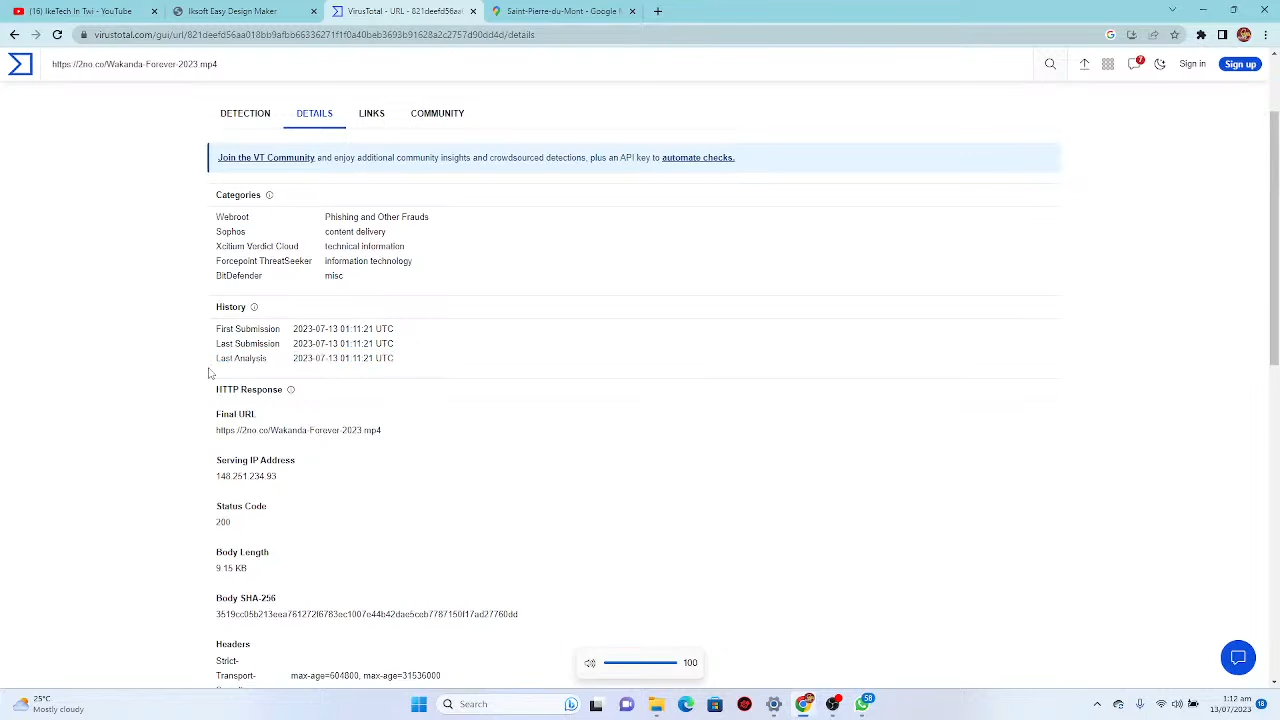 (16) IkeTech In Twi - YouTube
Iksoft Easy Design Maker
VirusTotal - URL - 821deefd56aa
Saint-Pierre-du-Mont - Google M
virustotal.com/gui/url/821deefd56aa018bb9afbb66336271f1f0a40beb3693b91628a2c2757d90dd4d/details
https://2no.co/Wakanda-Forever-2023.mp4
7
Sign in
Sign up
DETECTION
DETAILS
LINKS
COMMUNITY
Join the VT Community and enjoy additional community insights and crowdsourced detections, plus an API key to automate checks.
Categories
Webroot Phishing and Other Frauds
Sophos content delivery
Xcitium Verdict Cloud technical information
Forcepoint ThreatSeeker information technology
BitDefender misc
History
First Submission 2023-07-13 01:11:21 UTC
Last Submission 2023-07-13 01:11:21 UTC
Last Analysis 2023-07-13 01:11:21 UTC
HTTP Response
Final URL
https://2no.co/Wakanda-Forever-2023.mp4
Serving IP Address
148.251.234.93
Status Code
200
Body Length
9.15 KB
Body SHA-256
Headers
Strict-
Transport- max-age=604800, max-age=31536000
100
25°C
Mostly cloudy
Search
58
1:12 am
13/07/2023
18